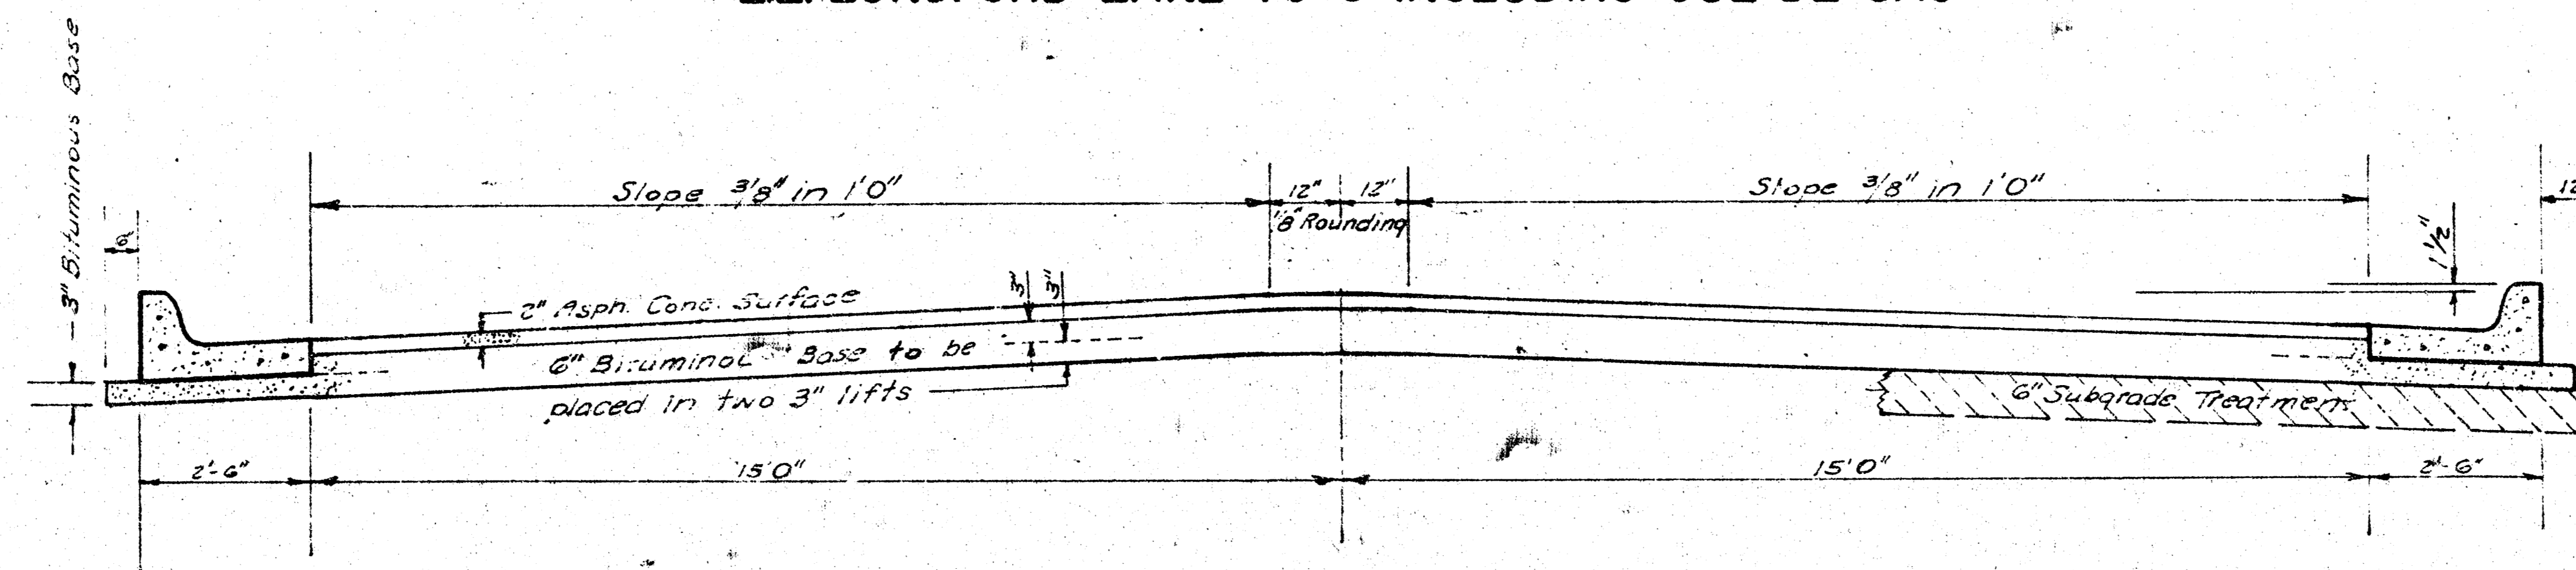 3" Bituminous Base
Slope 3/8" in 1'0"
12" 12"
1/8" Rounding
Slope 3/8" in 1'0"
12
6"
1 1/2"
2" Asph. Conc. Surface
3" 3"
6" Bituminous Base to be
placed in two 3" lifts
6" Subgrade Treatment
2'-6"
15'0"
15'0"
2'-6"